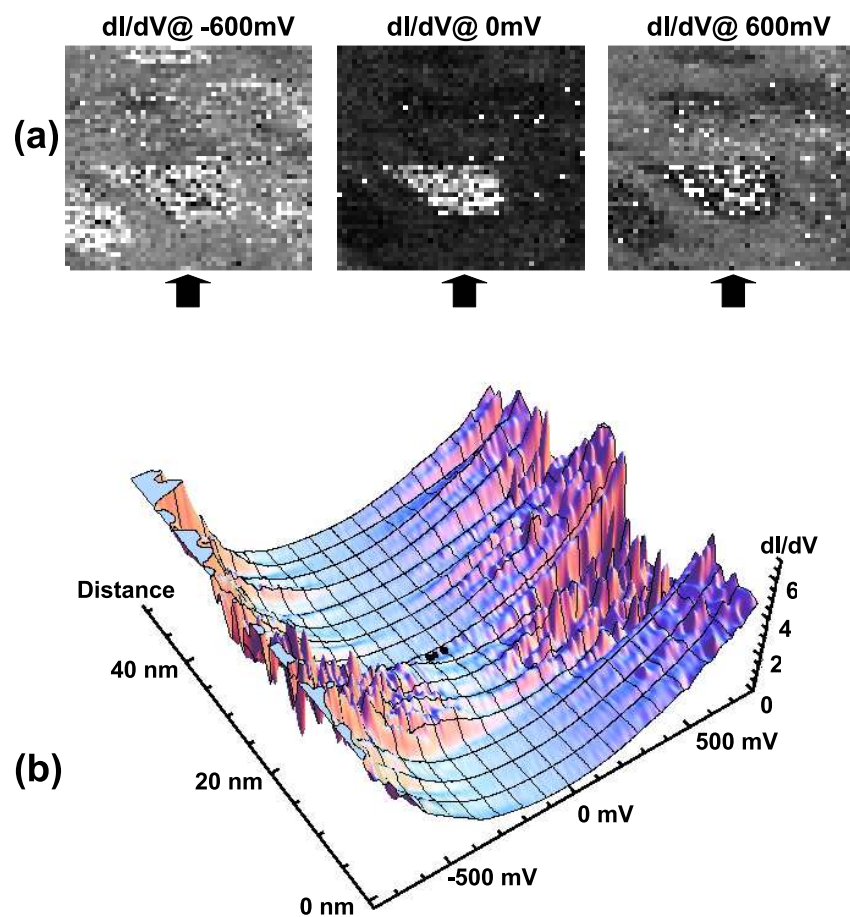 dI/dV@ -600mV
dI/dV@ 0mV
dI/dV@ 600mV
(a)
dI/dV
6
4
2
0
Distance
40 nm
20 nm
0 nm
500 mV
0 mV
-500 mV
(b)